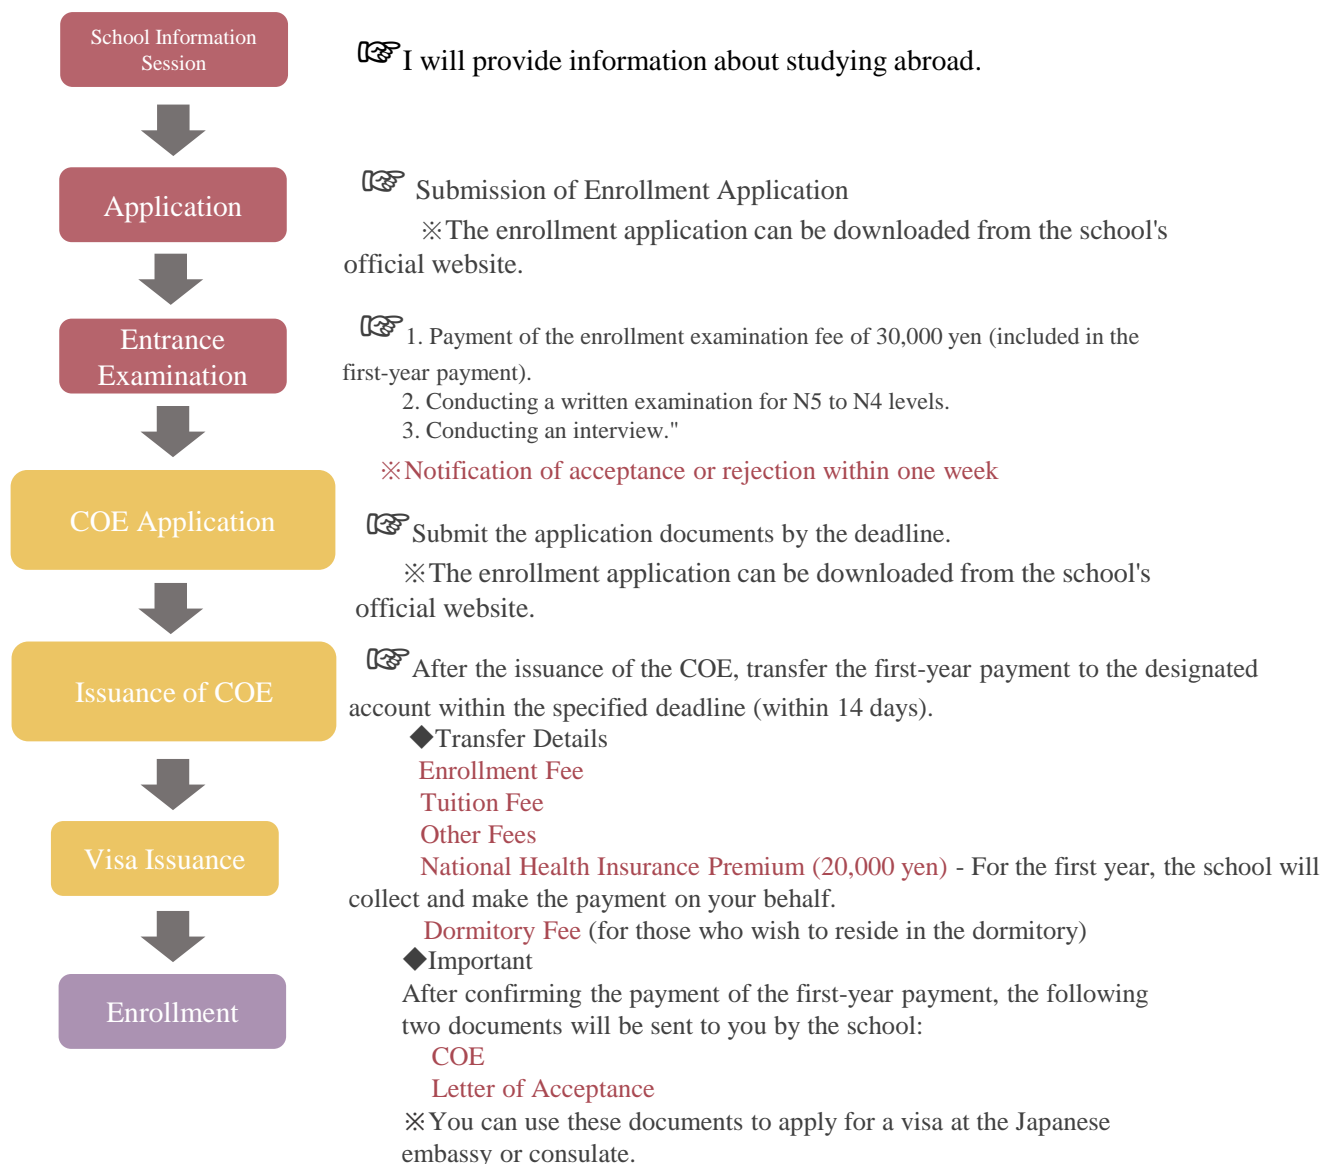 School Information
Session
☞I will provide information about studying abroad.
Application
☞ Submission of Enrollment Application
※The enrollment application can be downloaded from the school's
official website.
Entrance
Examination
☞1. Payment of the enrollment examination fee of 30,000 yen (included in the
first-year payment).
2. Conducting a written examination for N5 to N4 levels.
3. Conducting an interview."
※Notification of acceptance or rejection within one week
COE Application
☞Submit the application documents by the deadline.
※The enrollment application can be downloaded from the school's
official website.
Issuance of COE
☞After the issuance of the COE, transfer the first-year payment to the designated
account within the specified deadline (within 14 days).
◆Transfer Details
Enrollment Fee
Tuition Fee
Other Fees
Visa Issuance
National Health Insurance Premium (20,000 yen) - For the first year, the school will
collect and make the payment on your behalf.
Dormitory Fee (for those who wish to reside in the dormitory)
◆Important
After confirming the payment of the first-year payment, the following
two documents will be sent to you by the school:
Enrollment
COE
Letter of Acceptance
※You can use these documents to apply for a visa at the Japanese
embassy or consulate.